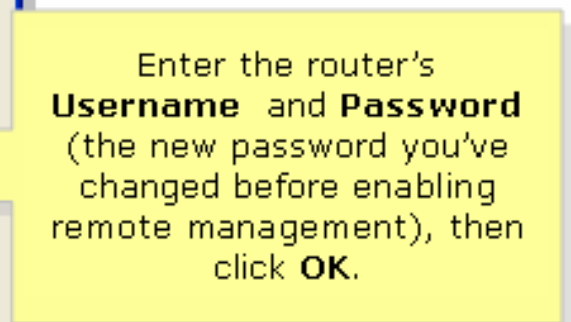 Enter the router's
Username and Password
(the new password you've
changed before enabling
remote management), then
click OK.